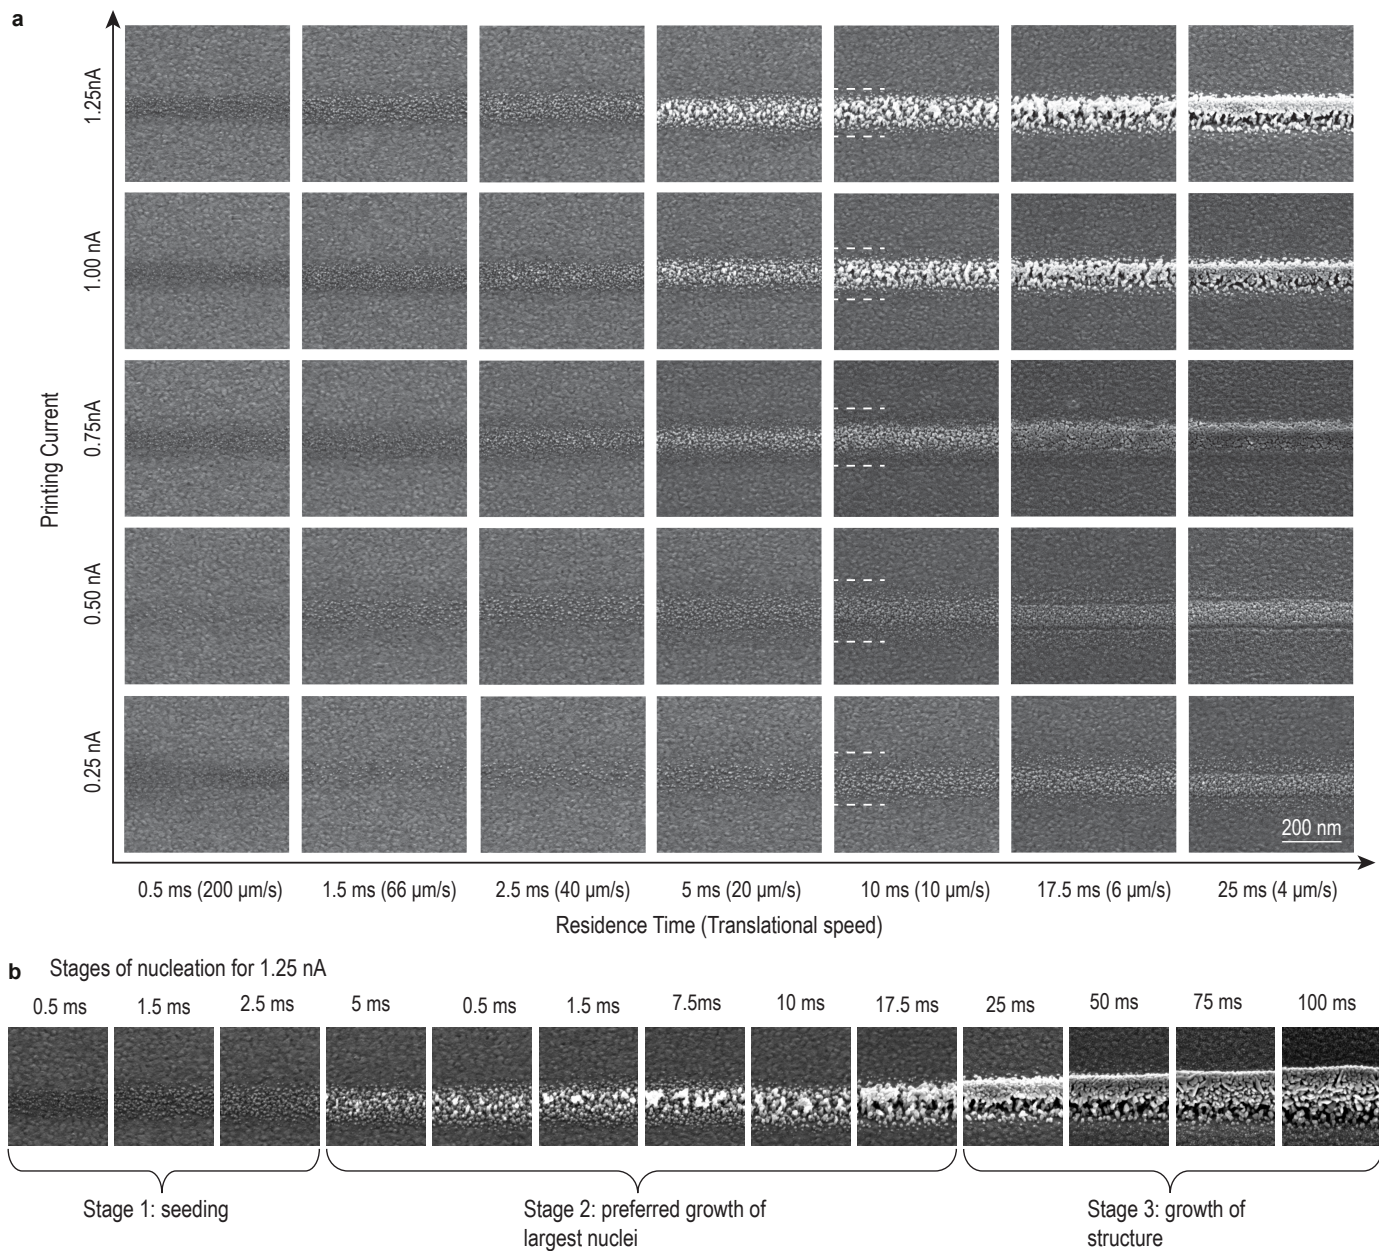 a
1.25nA
1.00 nA
0.75nA
0.50 nA
0.25 nA
Printing Current
200 nm
0.5 ms (200 µm/s) 1.5 ms (66 µm/s) 2.5 ms (40 µm/s) 5 ms (20 µm/s) 10 ms (10 µm/s) 17.5 ms (6 µm/s) 25 ms (4 µm/s)
Residence Time (Translational speed)
b Stages of nucleation for 1.25 nA
0.5 ms 1.5 ms 2.5 ms 5 ms 0.5 ms 1.5 ms 7.5ms 10 ms 17.5 ms 25 ms 50 ms 75 ms 100 ms
Stage 1: seeding
Stage 2: preferred growth of
largest nuclei
Stage 3: growth of
structure